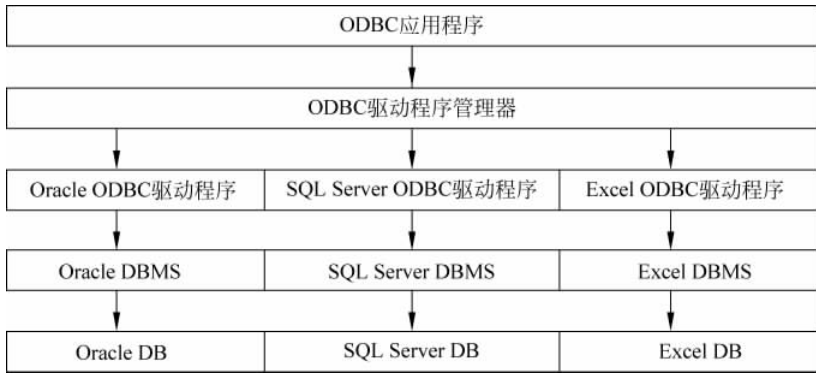 ODBC应用程序
ODBC驱动程序管理器
Oracle ODBC驱动程序
SQL Server ODBC驱动程序
Excel ODBC驱动程序
Oracle DBMS
SQL Server DBMS
Excel DBMS
Oracle DB
SQL Server DB
Excel DB